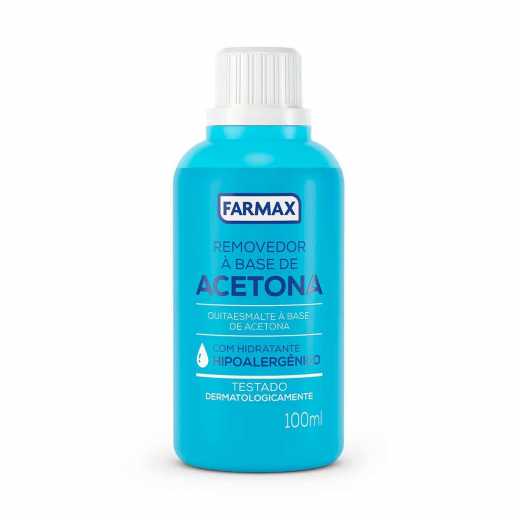 FARMAX
REMOVEDOR
À BASE DE
ACETONA
QUITAESMALTE À BASE
DE ACETONA
COM HIDRATANTE
HIPOALERGÊNICO
TESTADO
DERMATOLOGICAMENTE
100ml